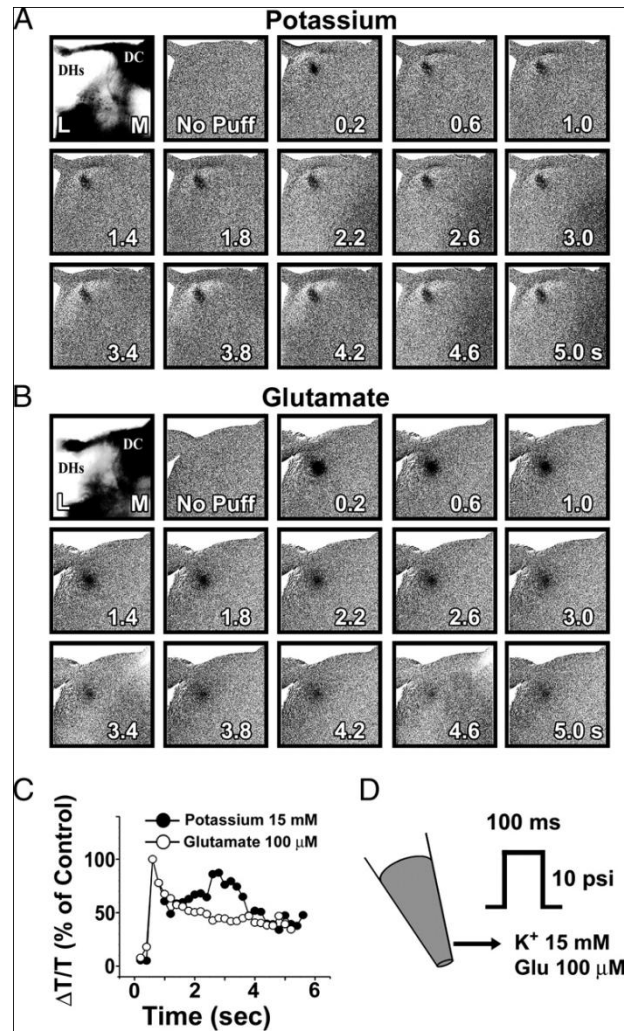 A
Potassium
DHs DC
L M
No Puff
0.2
0.6
1.0
1.4
1.8
2.2
2.6
3.0
3.4
3.8
4.2
4.6
5.0 s
B
Glutamate
DHs DC
L M
No Puff
0.2
0.6
1.0
1.4
1.8
2.2
2.6
3.0
3.4
3.8
4.2
4.6
5.0 s
C
Potassium 15 mM
Glutamate 100 μM
ΔT/T (% of Control)
100
50
0
0 2 4 6
Time (sec)
D
100 ms
10 psi
K⁺ 15 mM
Glu 100 μM